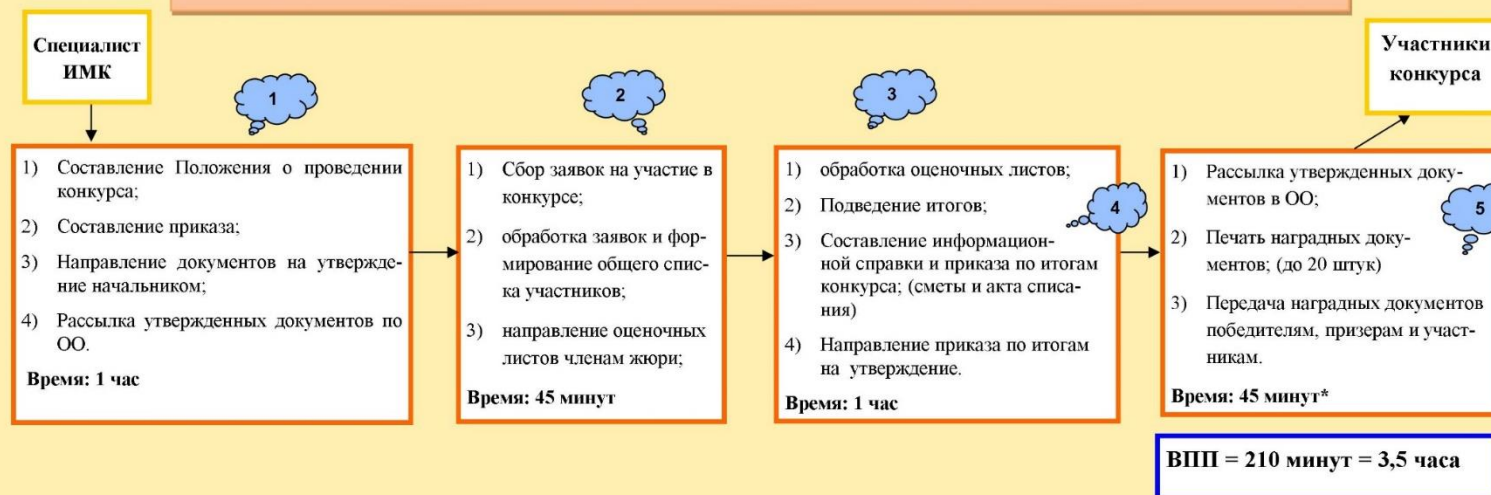 Специалист
ИМК
Участники
конкурса
1
2
3
4
5
1) Составление Положения о проведении
конкурса;
2) Составление приказа;
3) Направление документов на утвержде-
ние начальником;
4) Рассылка утвержденных документов по
ОО.
Время: 1 час
1) Сбор заявок на участие в
конкурсе;
2) обработка заявок и фор-
мирование общего спис-
ка участников;
3) направление оценочных
листов членам жюри;
Время: 45 минут
1) обработка оценочных листов;
2) Подведение итогов;
3) Составление информацион-
ной справки и приказа по итогам
конкурса; (сметы и акта списа-
ния)
4) Направление приказа по итогам
на утверждение.
Время: 1 час
1) Рассылка утвержденных доку-
ментов в ОО;
2) Печать наградных доку-
ментов; (до 20 штук)
3) Передача наградных документов
победителям, призерам и участ-
никам.
Время: 45 минут*
ВПП = 210 минут = 3,5 часа